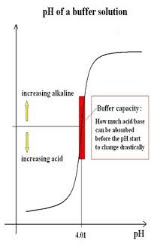 pH of a buffer solution
increasing alkaline
increasing acid
Buffer capacity:
How much acid base
can be absorbed
before the pH start
to change drastically
4.01
pH